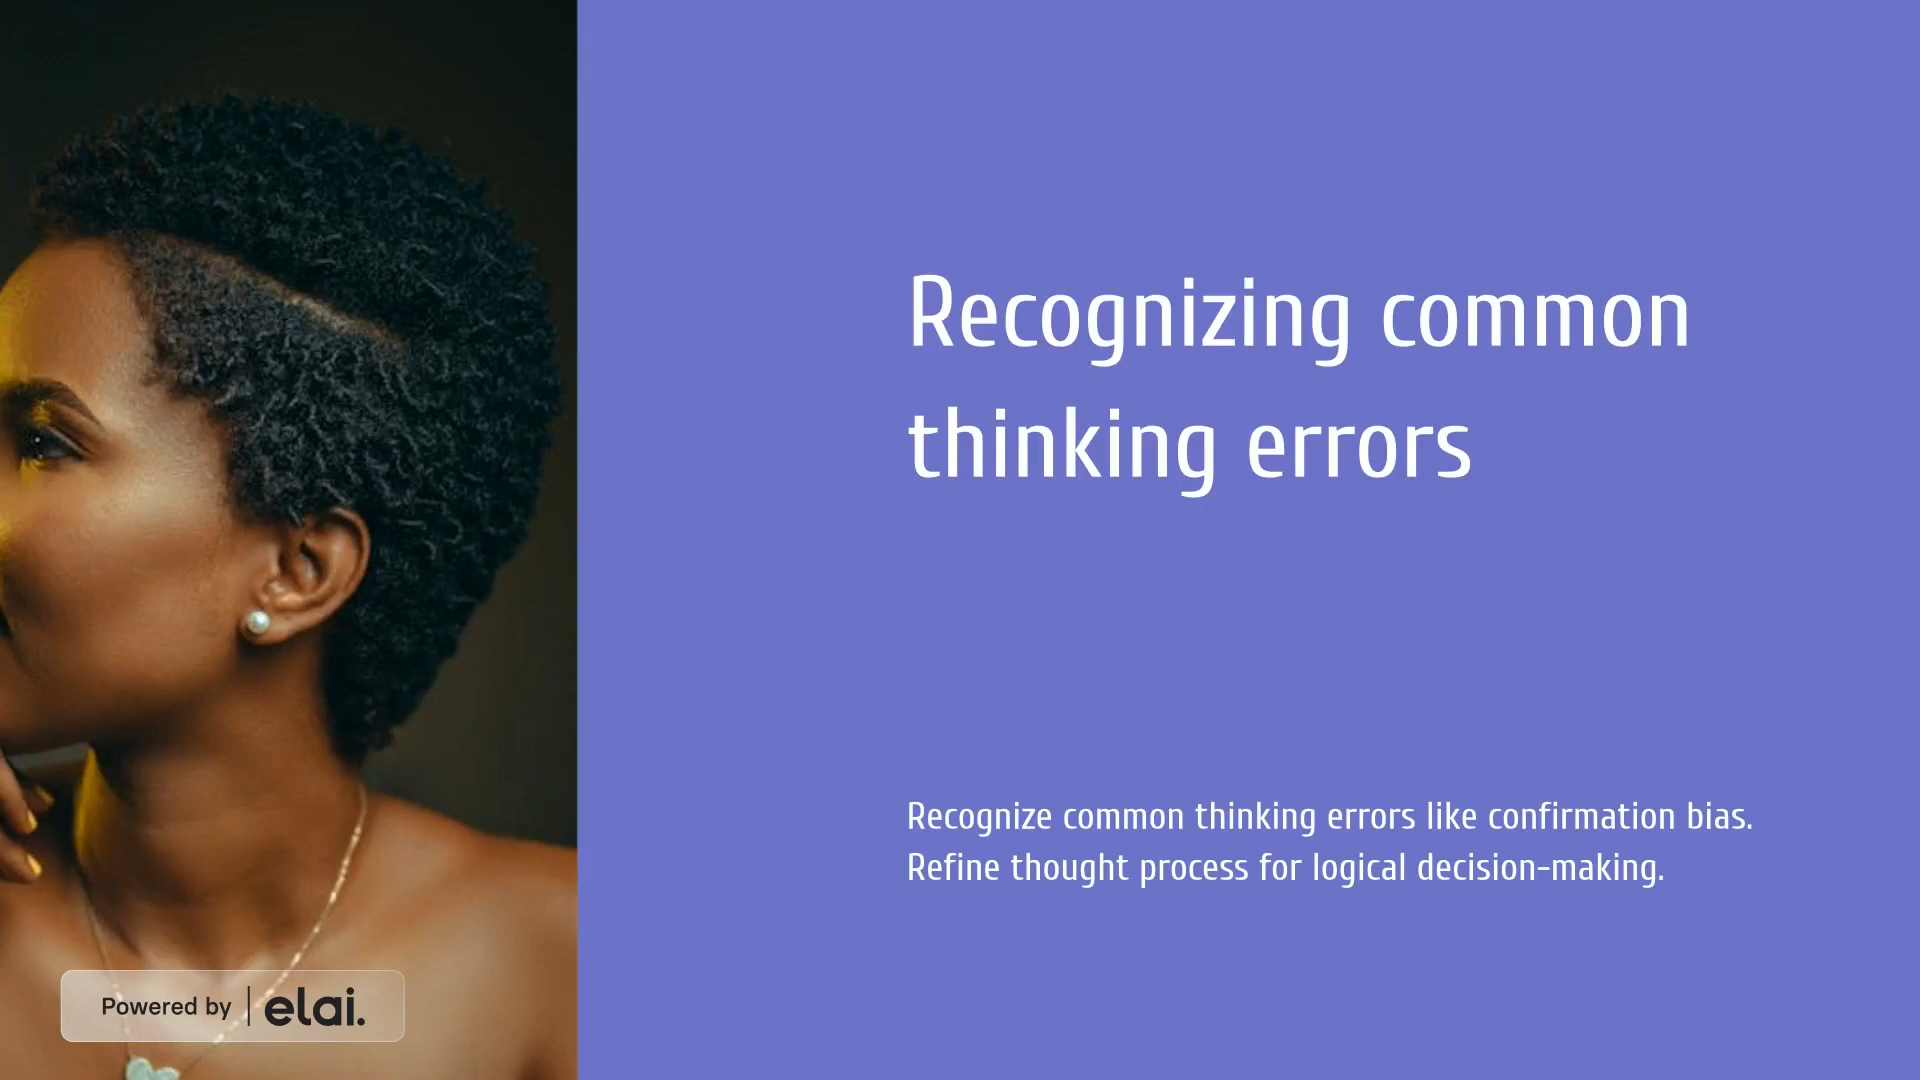 Recognizing common
thinking errors
Recognize common thinking errors like confirmation bias.
Refine thought process for logical decision-making.
Powered by | elai.